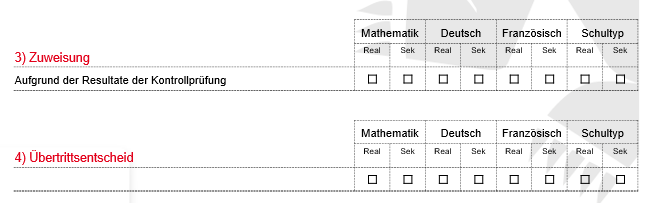 Mathematik Deutsch Französisch Schultyp
3) Zuweisung Real Sek Real Sek Real Sek Real Sek
Aufgrund der Resultate der Kontrollprüfung ☐ ☐ ☐ ☐ ☐ ☐ ☐ ☐
Mathematik Deutsch Französisch Schultyp
4) Übertrittsentscheid Real Sek Real Sek Real Sek Real Sek
☐ ☐ ☐ ☐ ☐ ☐ ☐ ☐